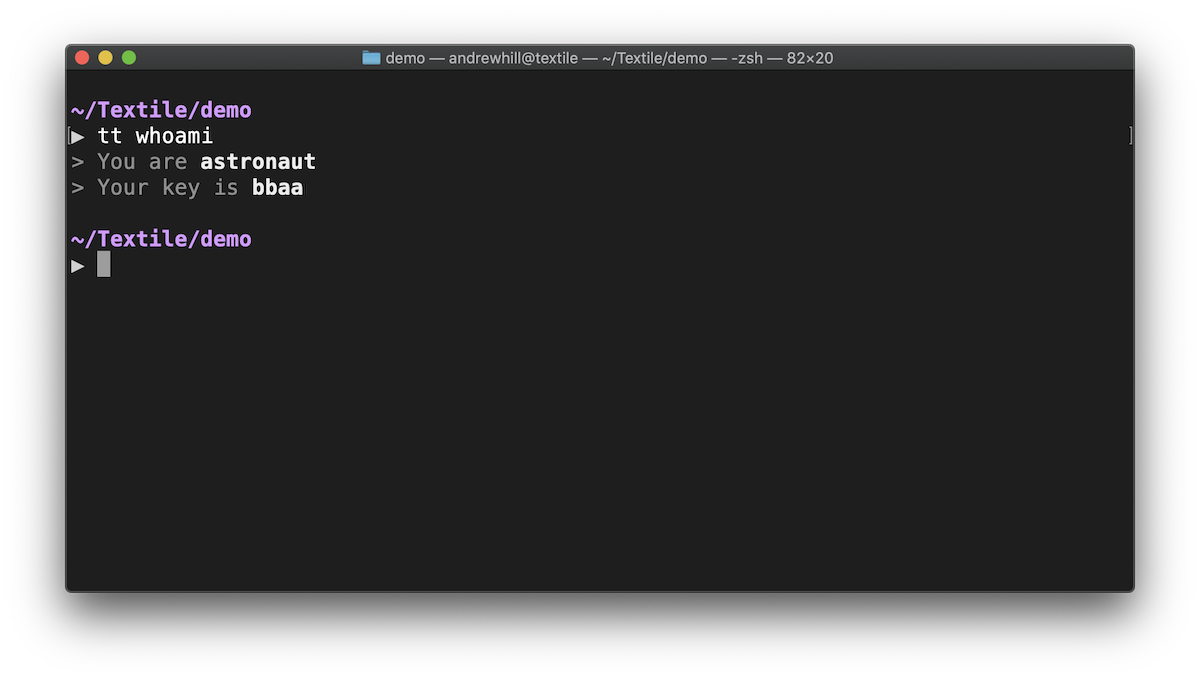 demo — andrewhill@textile — ~/Textile/demo — -zsh — 82×20
~/Textile/demo
[▶ tt whoami ]
> You are astronaut
> Your key is bbaa
~/Textile/demo
▶